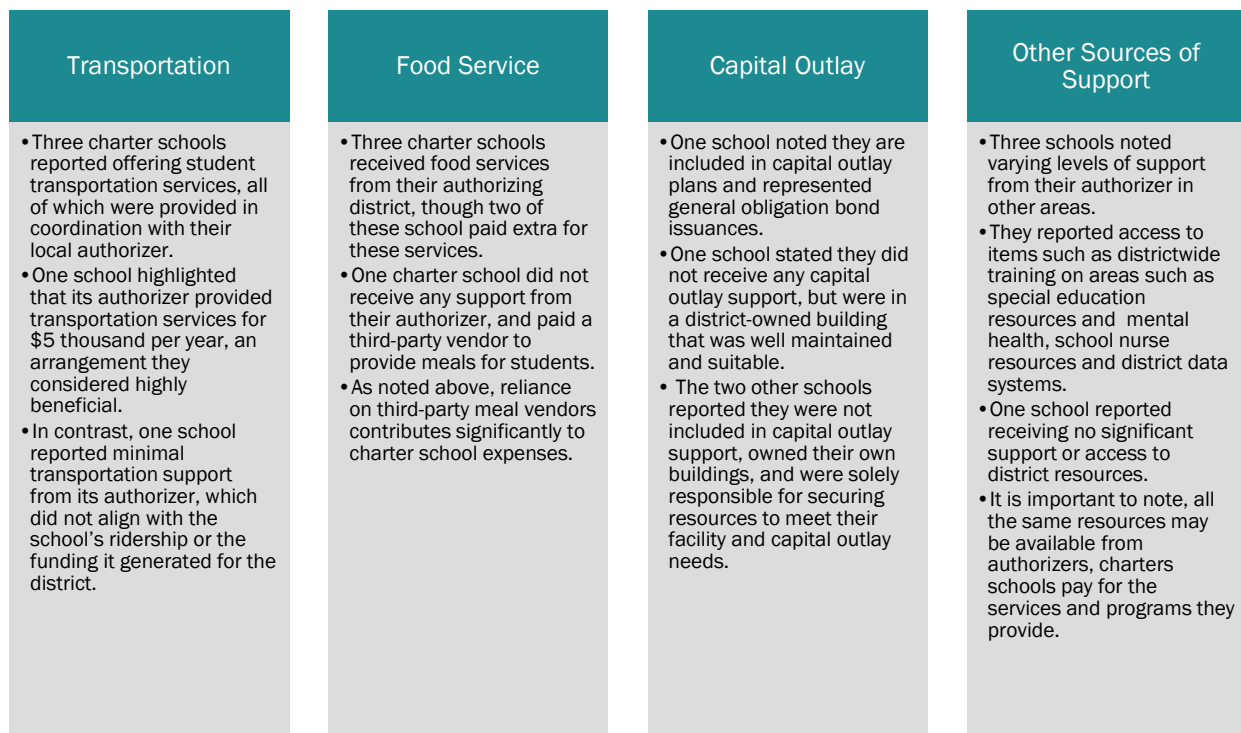 Transportation
•Three charter schools
reported offering student
transportation services, all
of which were provided in
coordination with their
local authorizer.
•One school highlighted
that its authorizer provided
transportation services for
$5 thousand per year, an
arrangement they
considered highly
beneficial.
•In contrast, one school
reported minimal
transportation support
from its authorizer, which
did not align with the
school's ridership or the
funding it generated for the
district.
Food Service
•Three charter schools
received food services
from their authorizing
district, though two of
these school paid extra for
these services.
•One charter school did not
receive any support from
their authorizer, and paid a
third-party vendor to
provide meals for students.
•As noted above, reliance
on third-party meal vendors
contributes significantly to
charter school expenses.
Capital Outlay
•One school noted they are
included in capital outlay
plans and represented
general obligation bond
issuances.
•One school stated they did
not receive any capital
outlay support, but were in
a district-owned building
that was well maintained
and suitable.
• The two other schools
reported they were not
included in capital outlay
support, owned their own
buildings, and were solely
responsible for securing
resources to meet their
facility and capital outlay
needs.
Other Sources of
Support
•Three schools noted
varying levels of support
from their authorizer in
other areas.
•They reported access to
items such as districtwide
training on areas such as
special education
resources and  mental
health, school nurse
resources and district data
systems.
•One school reported
receiving no significant
support or access to
district resources.
•It is important to note, all
the same resources may
be available from
authorizers, charters
schools pay for the
services and programs they
provide.